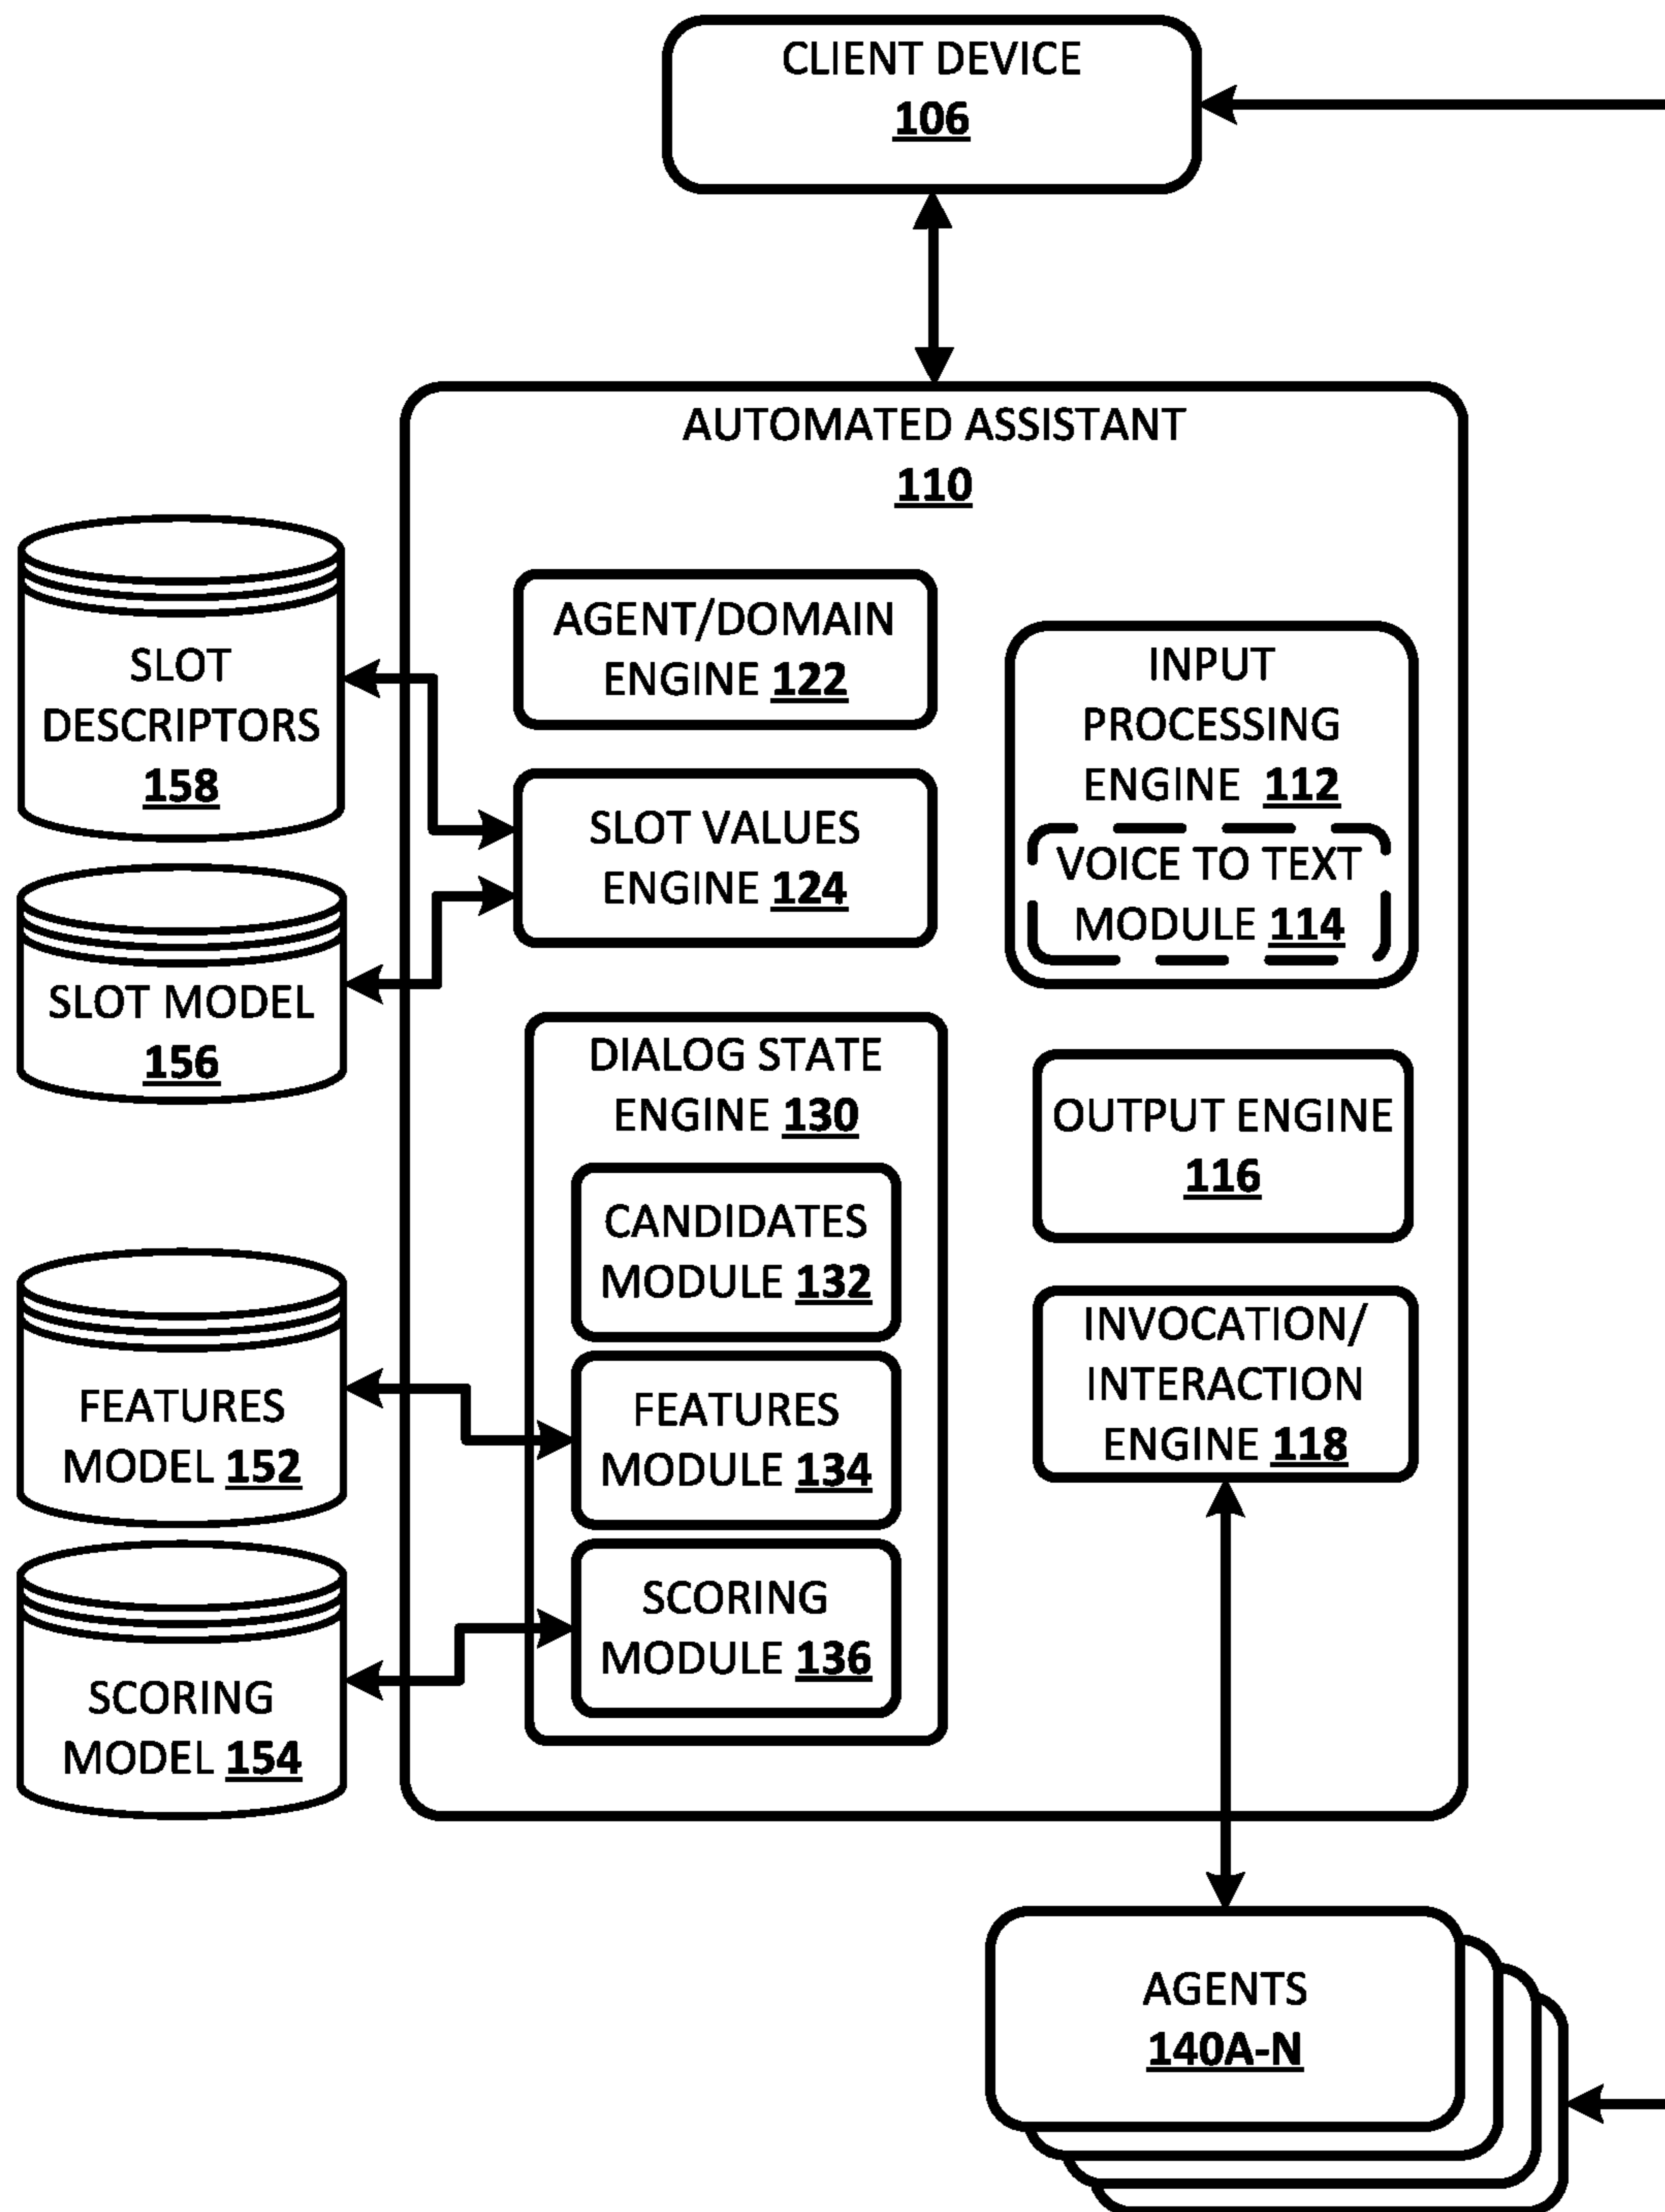 CLIENT DEVICE
106
AUTOMATED ASSISTANT
110
SLOT
DESCRIPTORS
158
SLOT MODEL
156
FEATURES
MODEL 152
SCORING
MODEL 154
AGENT/DOMAIN
ENGINE 122
SLOT VALUES
ENGINE 124
DIALOG STATE
ENGINE 130
CANDIDATES
MODULE 132
FEATURES
MODULE 134
SCORING
MODULE 136
INPUT
PROCESSING
ENGINE 112
VOICE TO TEXT
MODULE 114
OUTPUT ENGINE
116
INVOCATION/
INTERACTION
ENGINE 118
AGENTS
140A-N